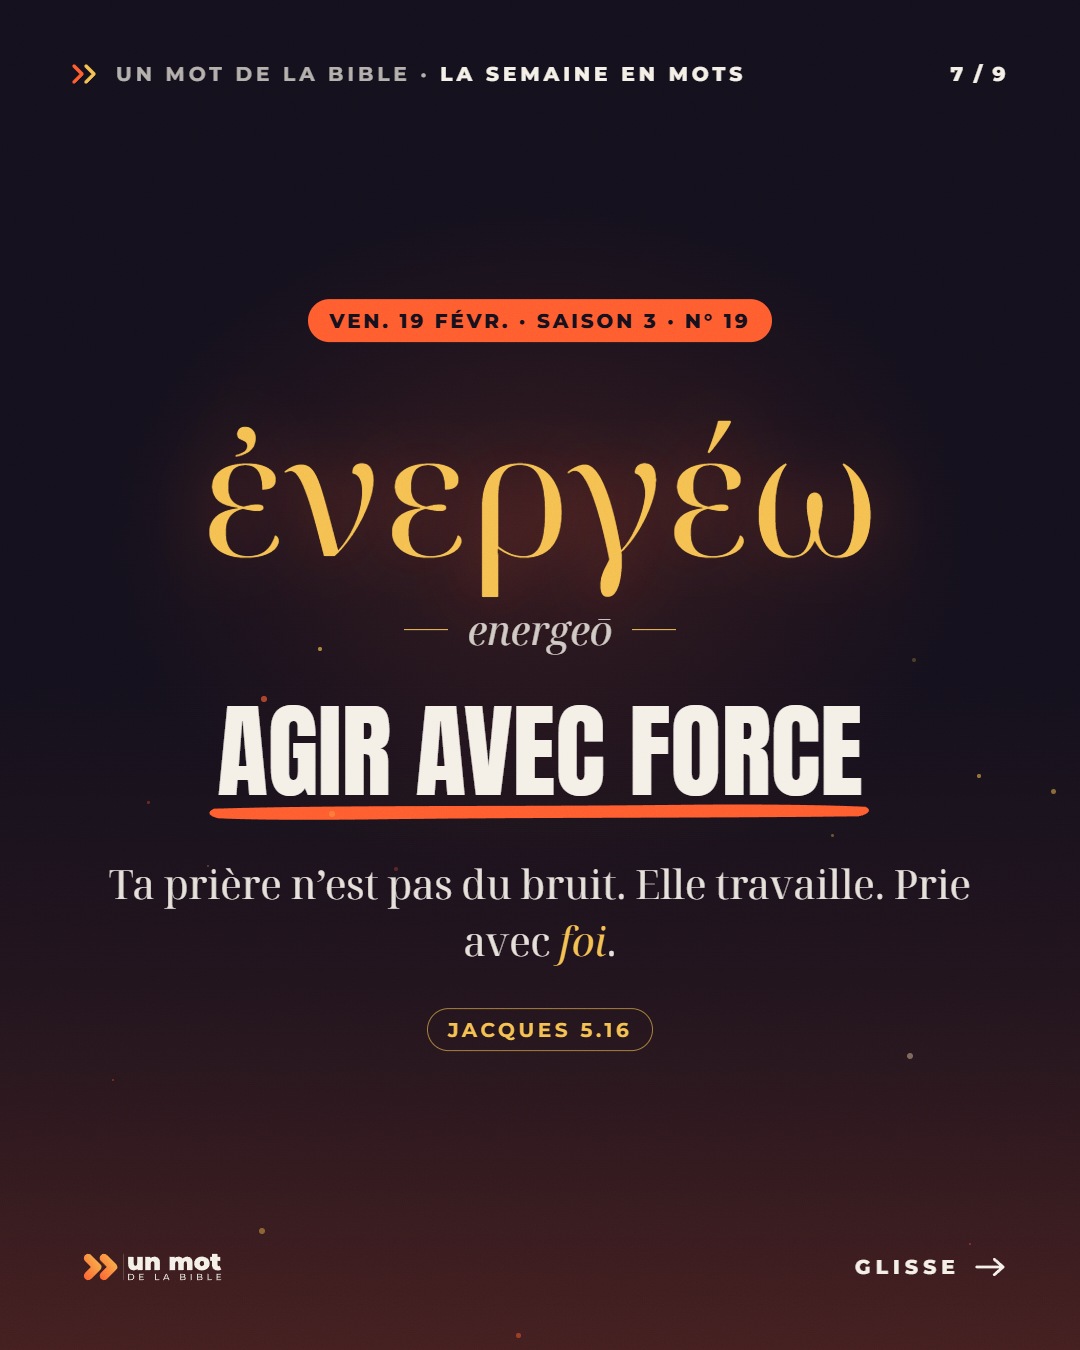 UN MOT DE LA BIBLE · LA SEMAINE EN MOTS
7 / 9
VEN. 19 FÉVR. · SAISON 3 · N° 19
ἐνεργέω
energeō
AGIR AVEC FORCE
Ta prière n’est pas du bruit. Elle travaille. Prie
avec foi.
JACQUES 5.16
un mot
DE LA BIBLE
GLISSE →